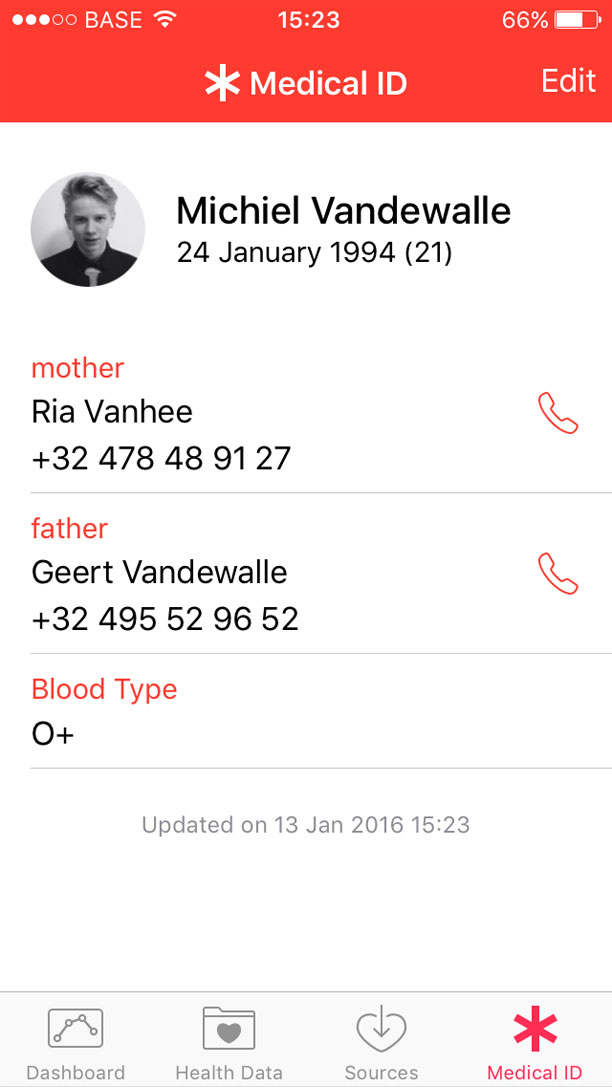 BASE 15:23 66%
Medical ID Edit
Michiel Vandewalle
24 January 1994 (21)
mother
Ria Vanhee
+32 478 48 91 27
father
Geert Vandewalle
+32 495 52 96 52
Blood Type
O+
Updated on 13 Jan 2016 15:23
Dashboard Health Data Sources Medical ID